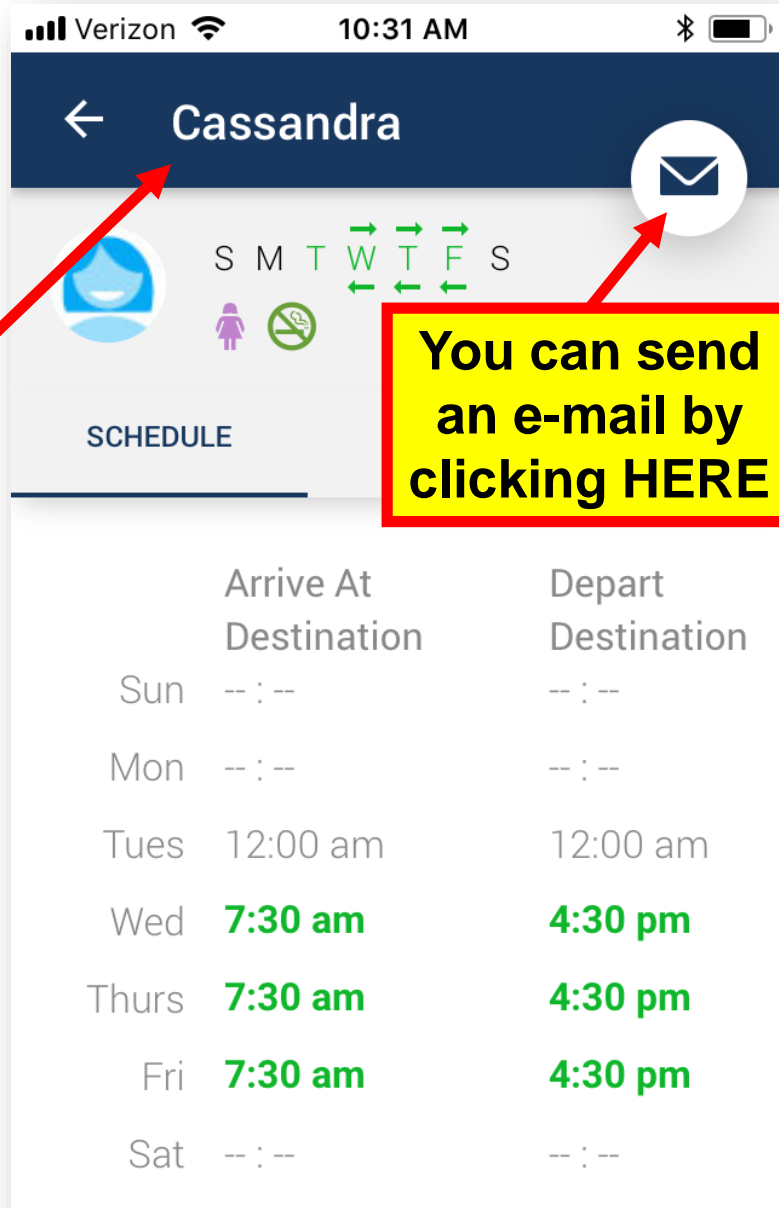 Verizon 10:31 AM
Cassandra
S M T W T F S
You can send
an e-mail by
clicking HERE
SCHEDULE
Arrive At Depart
Destination Destination
Sun -- : -- -- : --
Mon -- : -- -- : --
Tues 12:00 am 12:00 am
Wed 7:30 am 4:30 pm
Thurs 7:30 am 4:30 pm
Fri 7:30 am 4:30 pm
Sat -- : -- -- : --